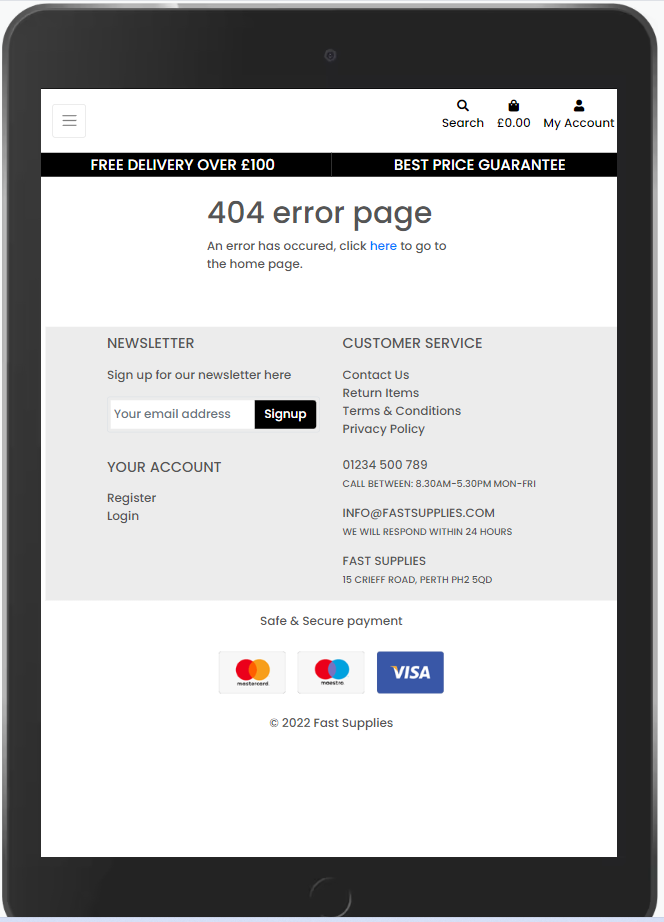 Search £0.00 My Account
FREE DELIVERY OVER £100 BEST PRICE GUARANTEE
404 error page
An error has occured, click here to go to
the home page.
NEWSLETTER
Sign up for our newsletter here
Your email address Signup
YOUR ACCOUNT
Register
Login
CUSTOMER SERVICE
Contact Us
Return Items
Terms & Conditions
Privacy Policy
01234 500 789
CALL BETWEEN: 8.30AM-5.30PM MON-FRI
INFO@FASTSUPPLIES.COM
WE WILL RESPOND WITHIN 24 HOURS
FAST SUPPLIES
15 CRIEFF ROAD, PERTH PH2 5QD
Safe & Secure payment
mastercard maestro VISA
© 2022 Fast Supplies